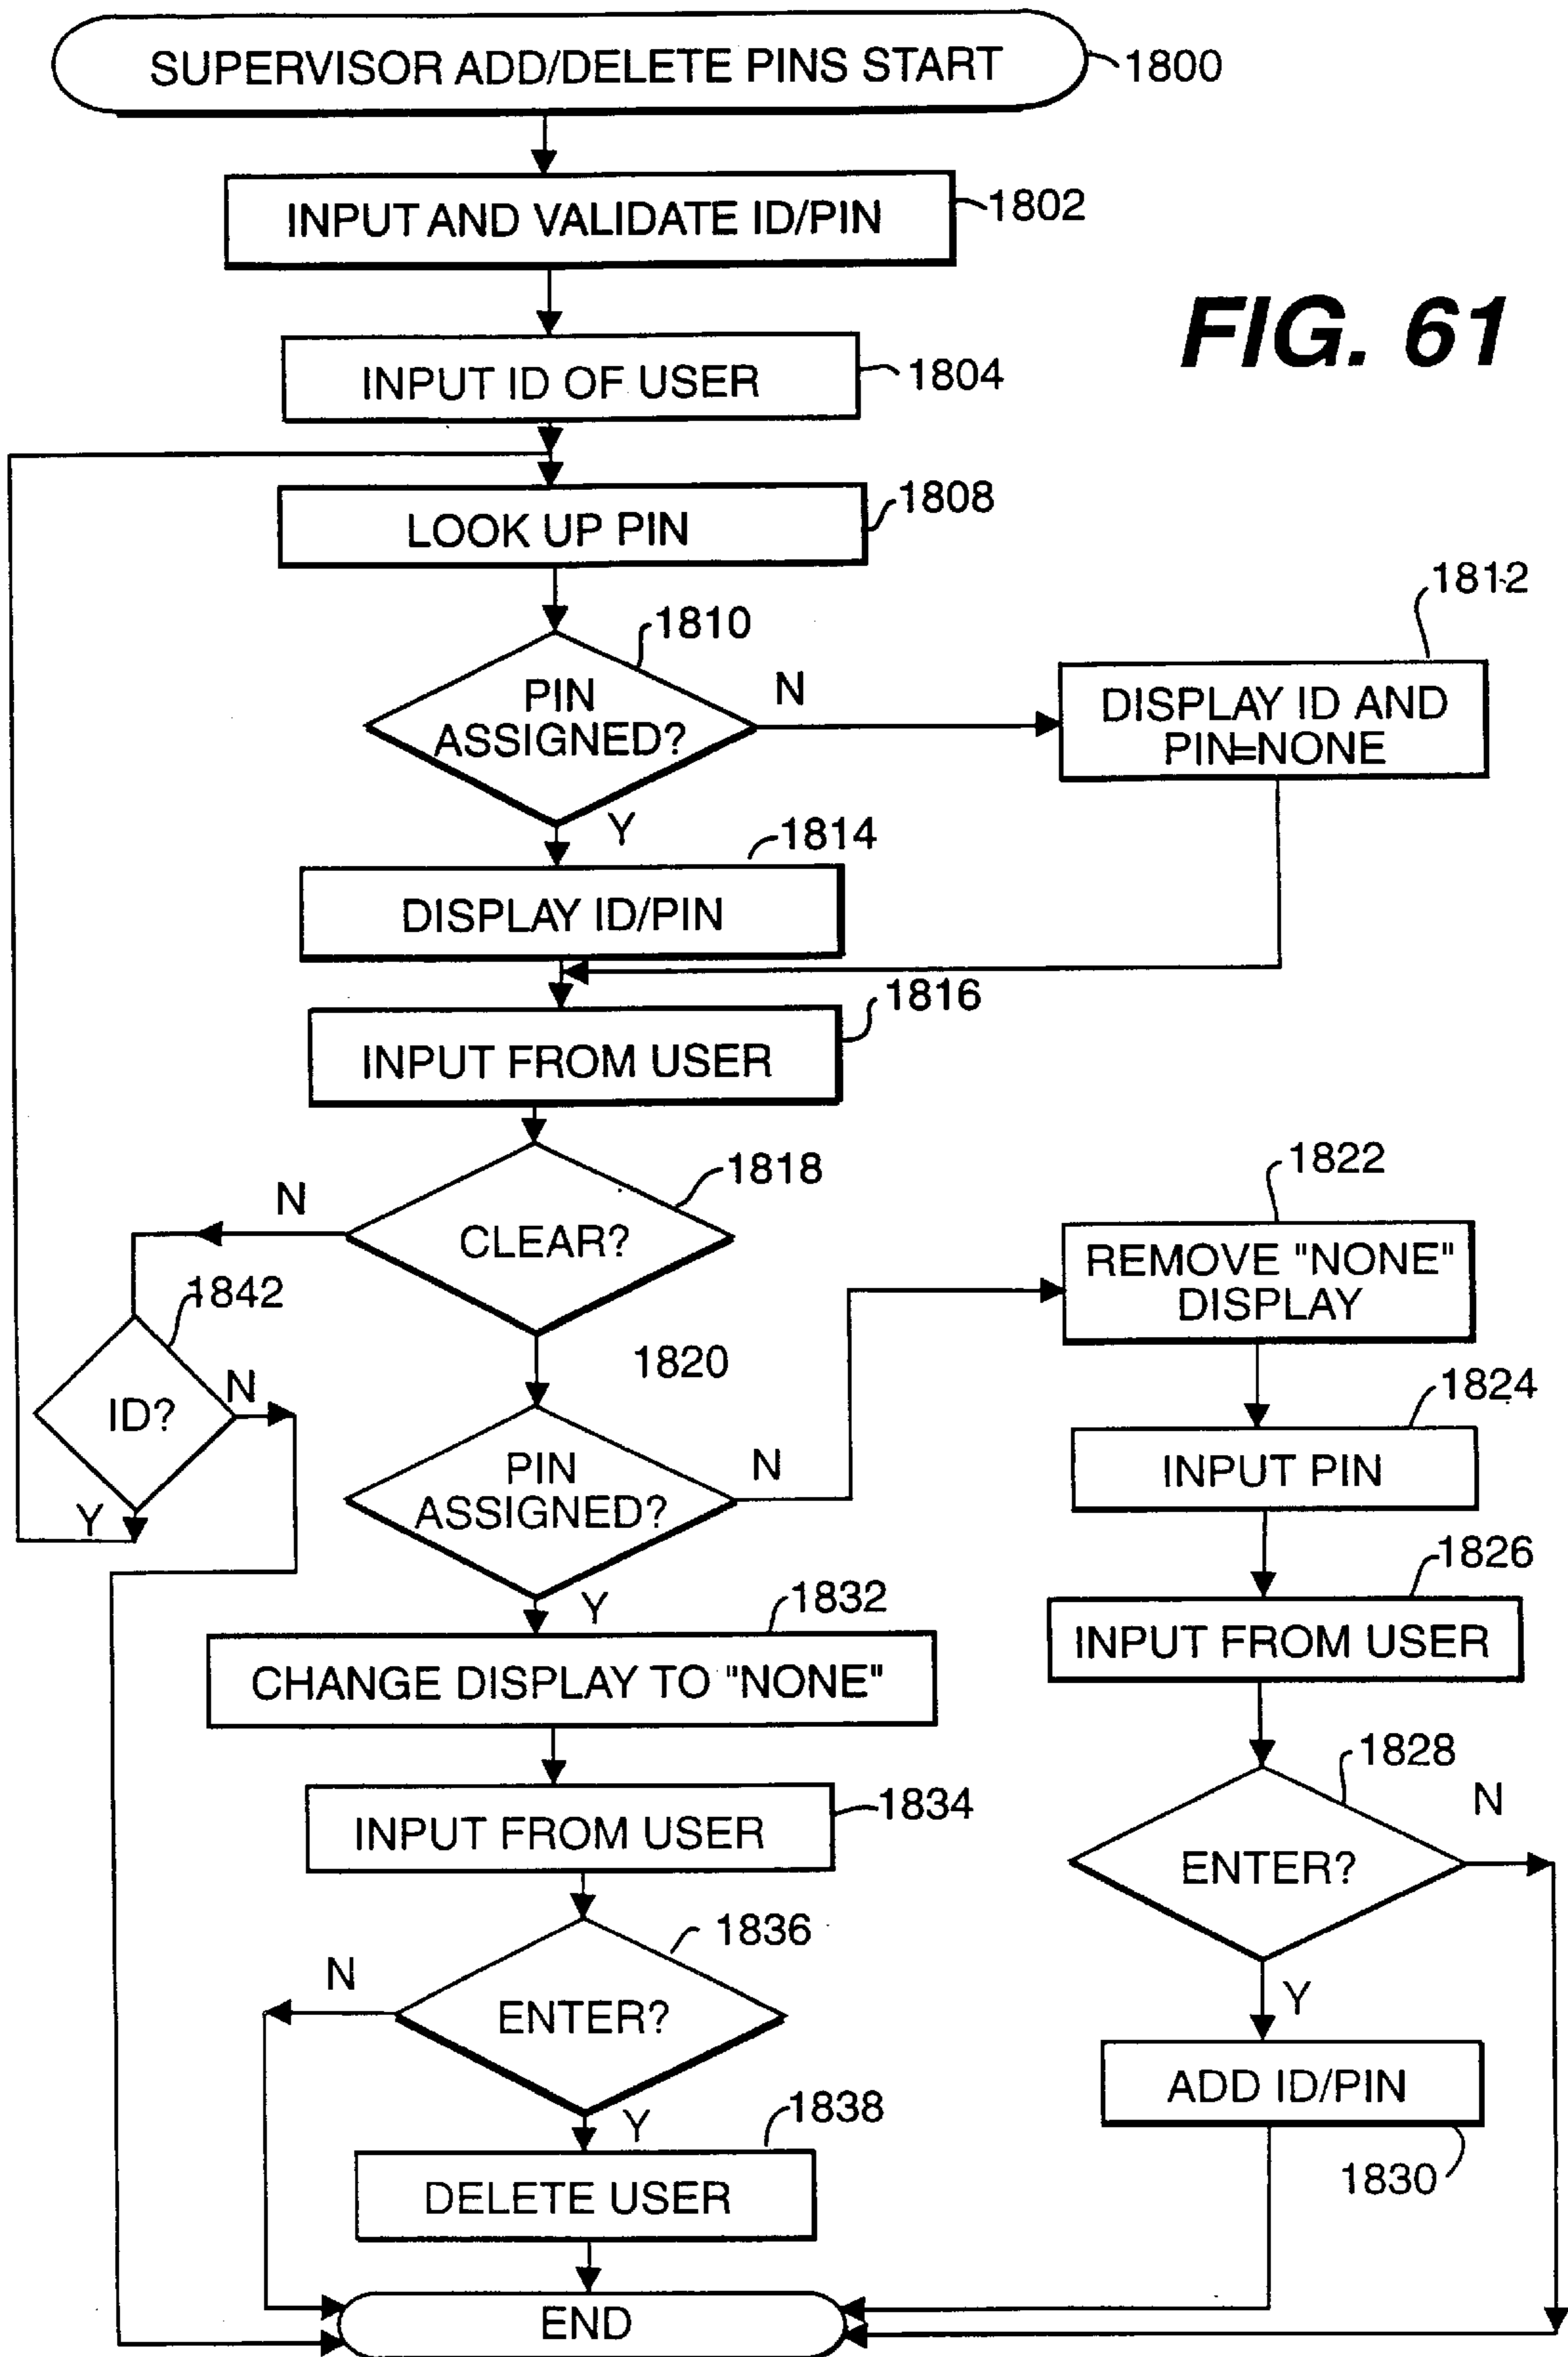 SUPERVISOR ADD/DELETE PINS START
1800
INPUT AND VALIDATE ID/PIN
1802
FIG. 61
INPUT ID OF USER
1804
LOOK UP PIN
1808
1810
PIN
ASSIGNED?
N
Y
1812
DISPLAY ID AND
PIN=NONE
1814
DISPLAY ID/PIN
1816
INPUT FROM USER
1818
CLEAR?
N
1842
ID?
N
Y
1820
PIN
ASSIGNED?
N
Y
1822
REMOVE "NONE"
DISPLAY
1824
INPUT PIN
1826
INPUT FROM USER
1828
ENTER?
N
Y
ADD ID/PIN
1830
1832
CHANGE DISPLAY TO "NONE"
1834
INPUT FROM USER
1836
ENTER?
N
Y
1838
DELETE USER
END